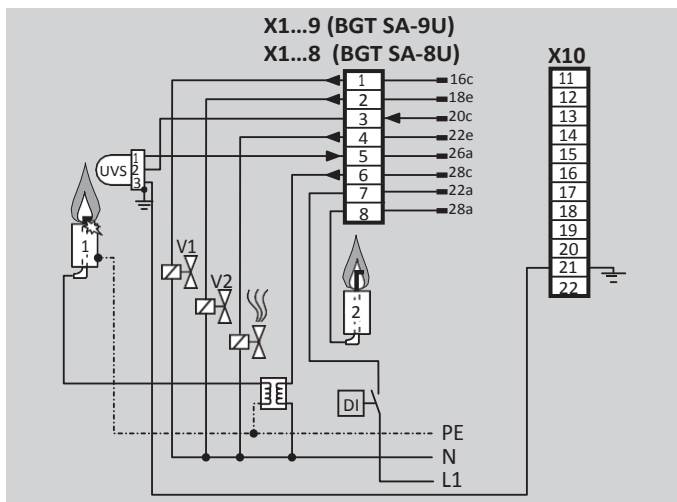 X1...9 (BGT SA-9U)
X1...8 (BGT SA-8U)
X10
1 16c
2 18e
3 20c
4 22e
5 26a
6 28c
7 22a
8 28a
11
12
13
14
15
16
17
18
19
20
21
22
UVS
1
2
3
1
V1
V2
2
DI
PE
N
L1